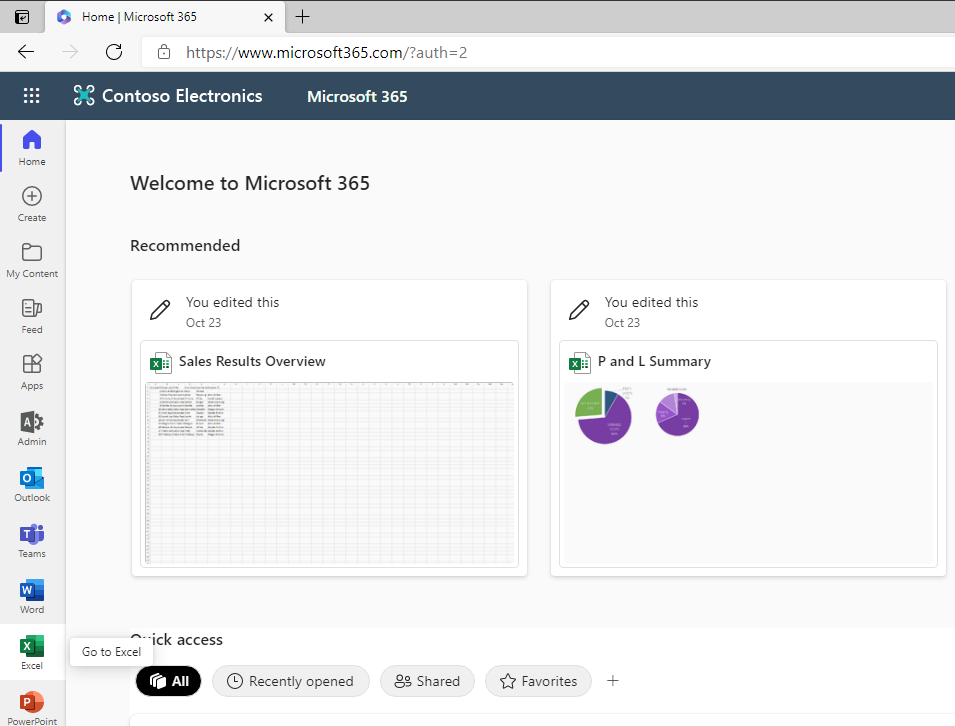 Home | Microsoft 365
https://www.microsoft365.com/?auth=2
Contoso Electronics
Microsoft 365
Home
Create
My Content
Feed
Apps
Admin
Outlook
Teams
Word
Excel
PowerPoint
Go to Excel
Welcome to Microsoft 365
Recommended
You edited this
Oct 23
Sales Results Overview
You edited this
Oct 23
P and L Summary
Quick access
All
Recently opened
Shared
Favorites